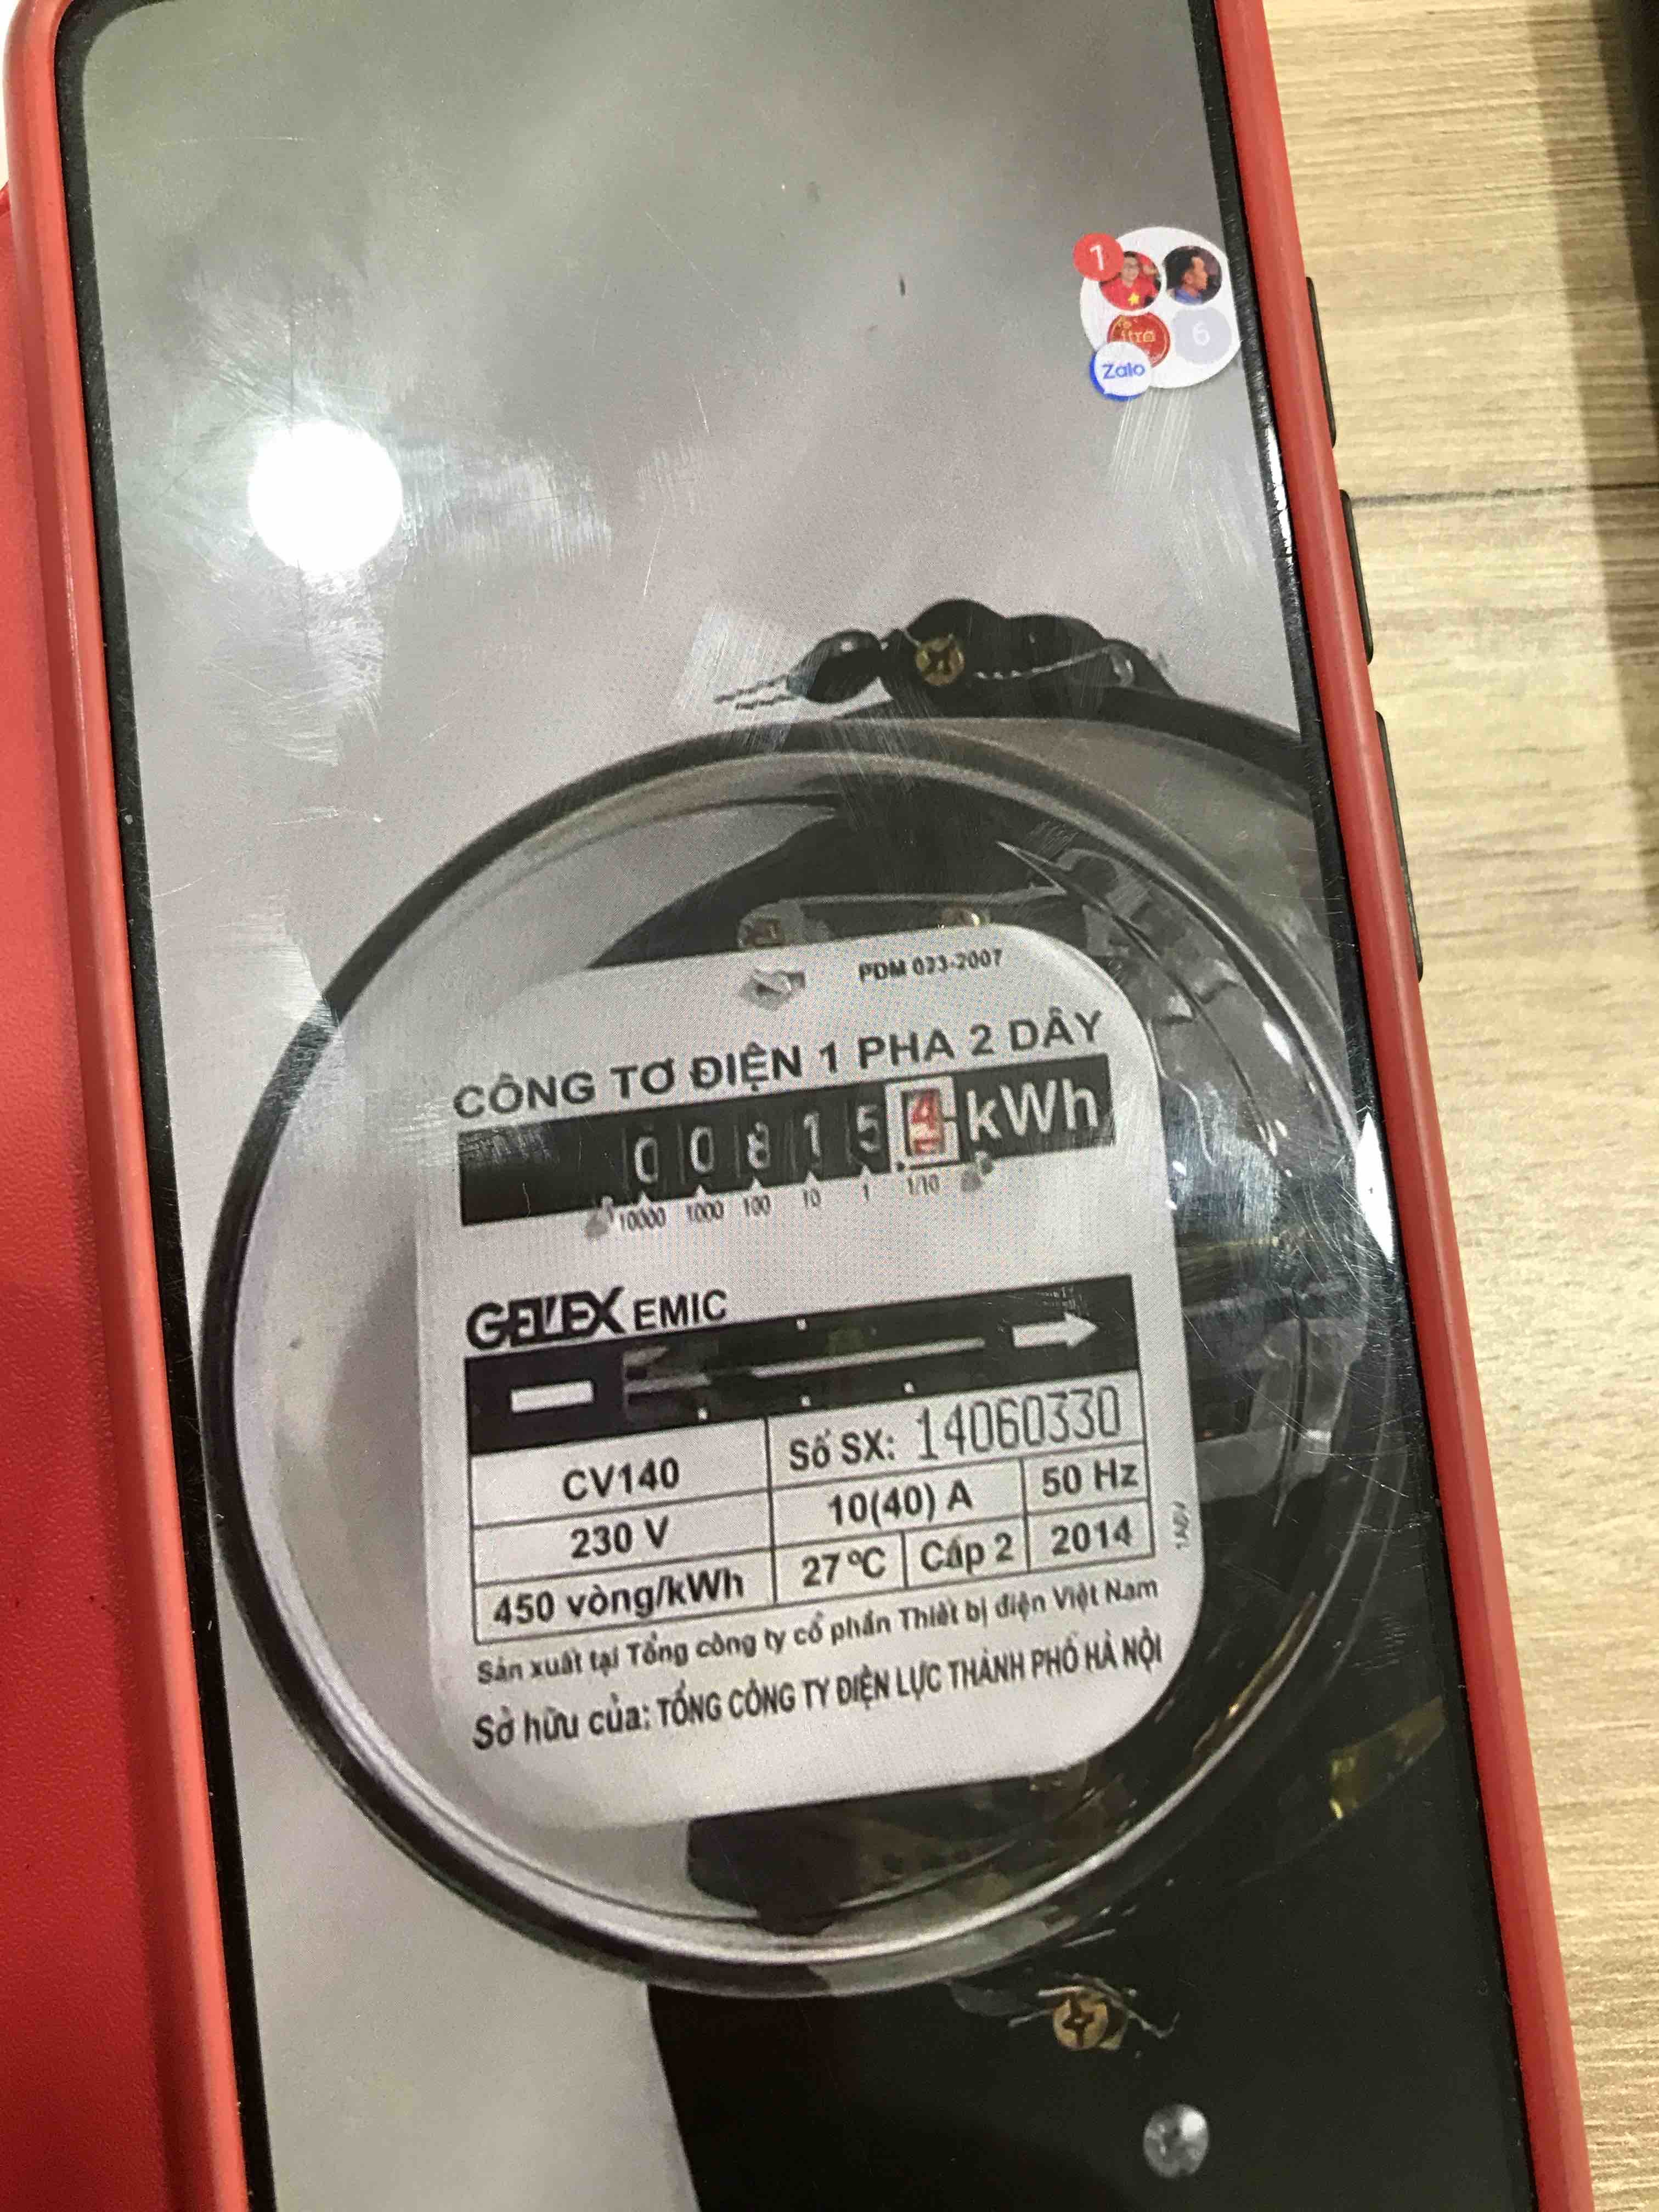 1
itra
6
Zalo
PDM 023-2007
CÔNG TƠ ĐIỆN 1 PHA 2 DÂY
0 0 8 1 5 4 kWh
10000 1000 100 10 1 1/10
GELEX EMIC
CV140
Số SX: 14060330
230 V
10(40) A
50 Hz
450 vòng/kWh
27 °C
Cấp 2
2014
Sản xuất tại Tổng công ty cổ phần Thiết bị điện Việt Nam
Sở hữu của: TỔNG CÔNG TY ĐIỆN LỰC THÀNH PHỐ HÀ NỘI